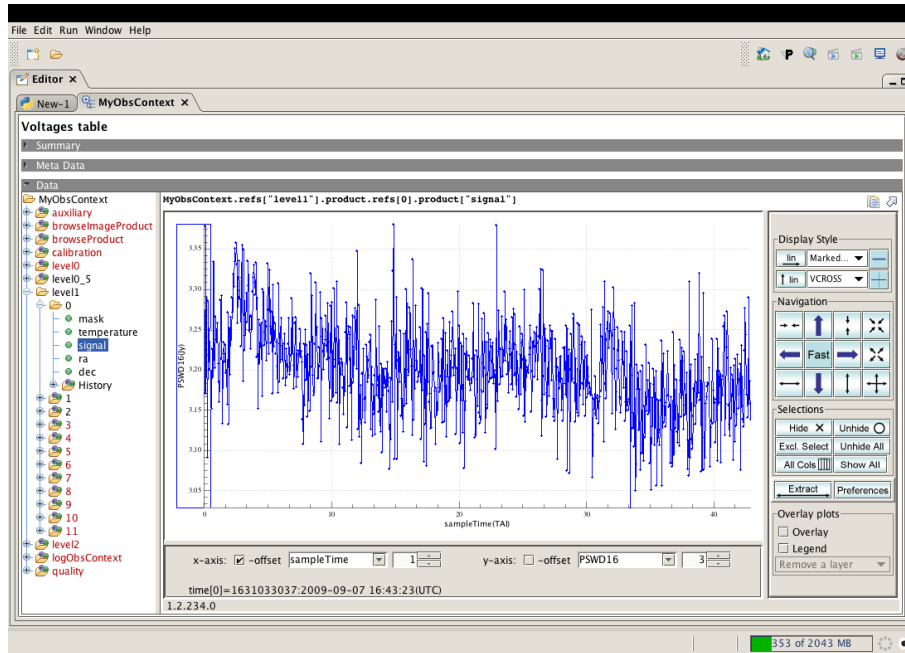 File Edit Run Window Help
Editor ×
New-1
MyObsContext ×
Voltages table
Summary
Meta Data
Data
MyObsContext
auxiliary
browseImageProduct
browseProduct
calibration
level0
level0_5
level1
0
mask
temperature
signal
ra
dec
History
1
2
3
4
5
6
7
8
9
10
11
level2
logObsContext
quality
MyObsContext.refs["level1"].product.refs[0].product["signal"]
PSWD16(Jy)
3.35
3.30
3.25
3.20
3.15
3.10
3.05
0 10 20 30 40
sampleTime(TAI)
x-axis: -offset sampleTime 1
y-axis: -offset PSWD16 3
time[0]=1631033037:2009-09-07 16:43:23(UTC)
1.2.234.0
Display Style
lin Marked...
lin VCROSS
Navigation
Fast
Selections
Hide X Unhide
Excl. Select Unhide All
All Cols Show All
Extract Preferences
Overlay plots
Overlay
Legend
Remove a layer
353 of 2043 MB